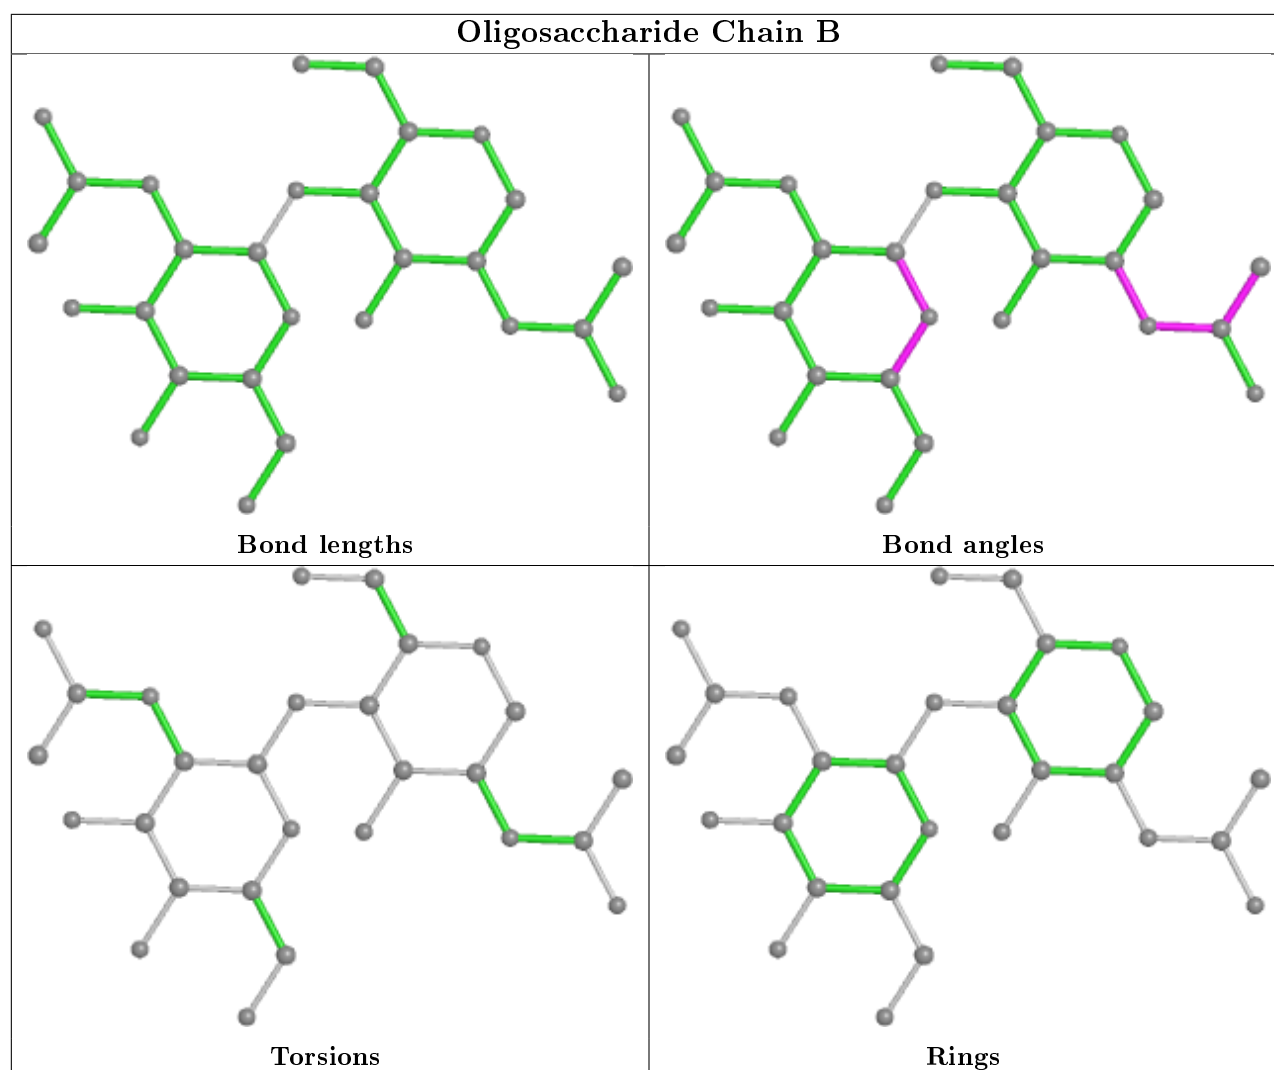 Oligosaccharide Chain B
Bond lengths
Bond angles
Torsions
Rings